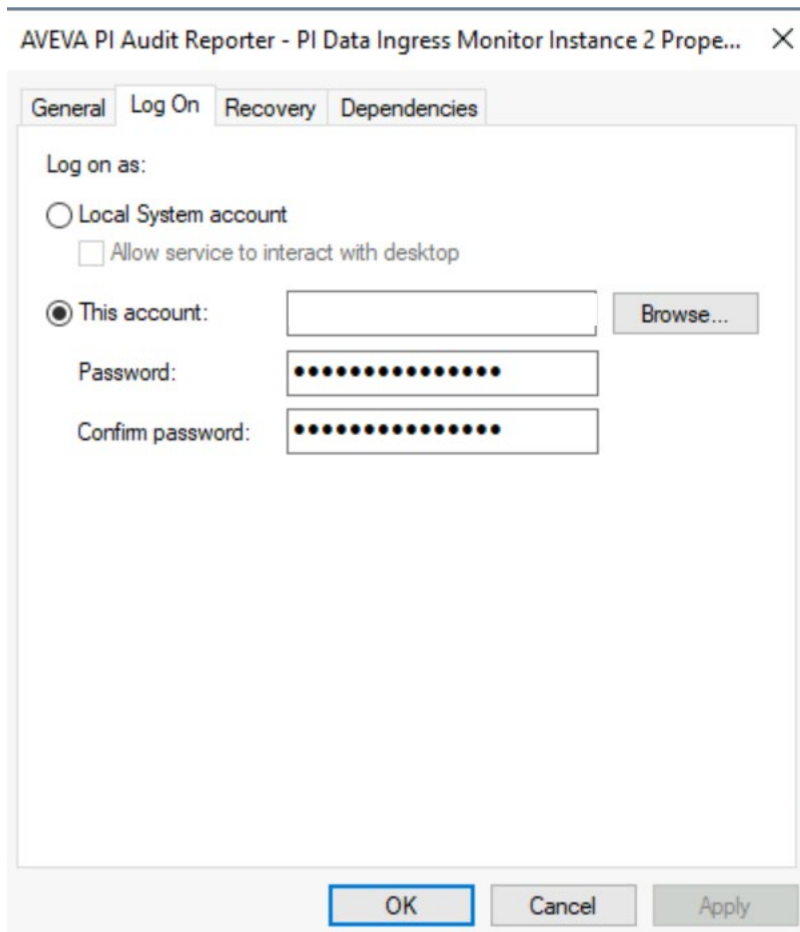 AVEVA PI Audit Reporter - PI Data Ingress Monitor Instance 2 Prope...
General Log On Recovery Dependencies
Log on as:
Local System account
Allow service to interact with desktop
This account:
Browse...
Password: •••••••••••••••
Confirm password: •••••••••••••••
OK Cancel Apply